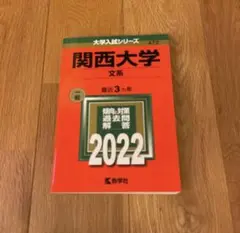 大学入試シリーズ
関西大学
文系
最近3カ年
傾向と対策
過去問
解答
2022
教学社